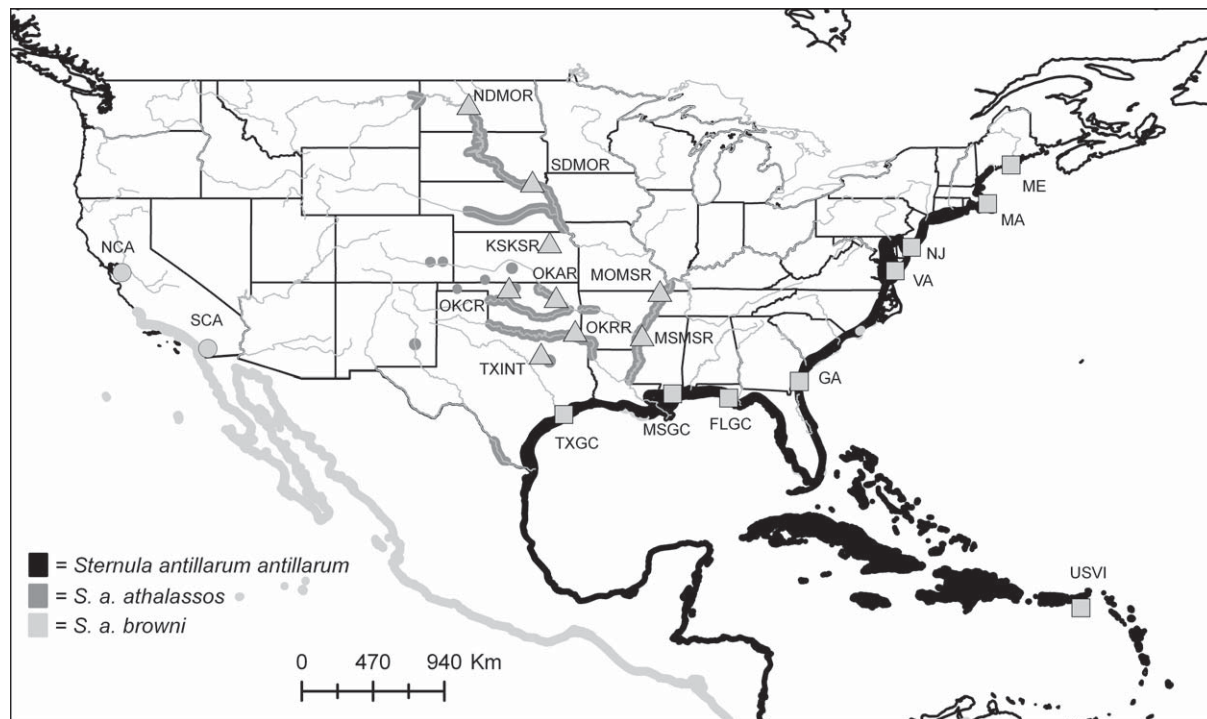 NDMOR
SDMOR
ME
MA
NCA
KSKSR
NJ
OKAR
MOMSR
VA
OKCR
SCA
OKRR
MSMSR
TXINT
GA
TXGC
MSGC
FLGC
= Sternula antillarum antillarum
= S. a. athalassos
= S. a. browni
USVI
0 470 940 Km